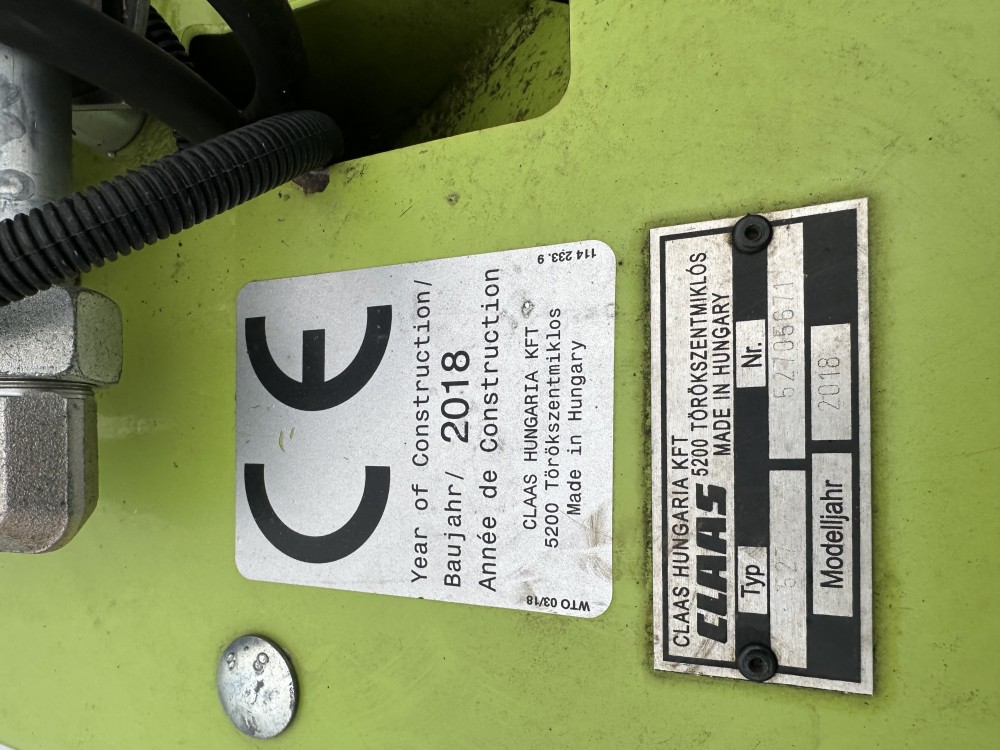 CE
Year of Construction/
Baujahr/ 2018
Année de Construction
CLAAS HUNGARIA KFT
5200 Törökszentmiklos
Made in Hungary
WTO 03/18
114 233. 9
CLAAS HUNGARIA KFT
CLAAS 5200 TÖRÖKSZENTMIKLÓS
MADE IN HUNGARY
Typ Nr.
52705671
Modelljahr 2018